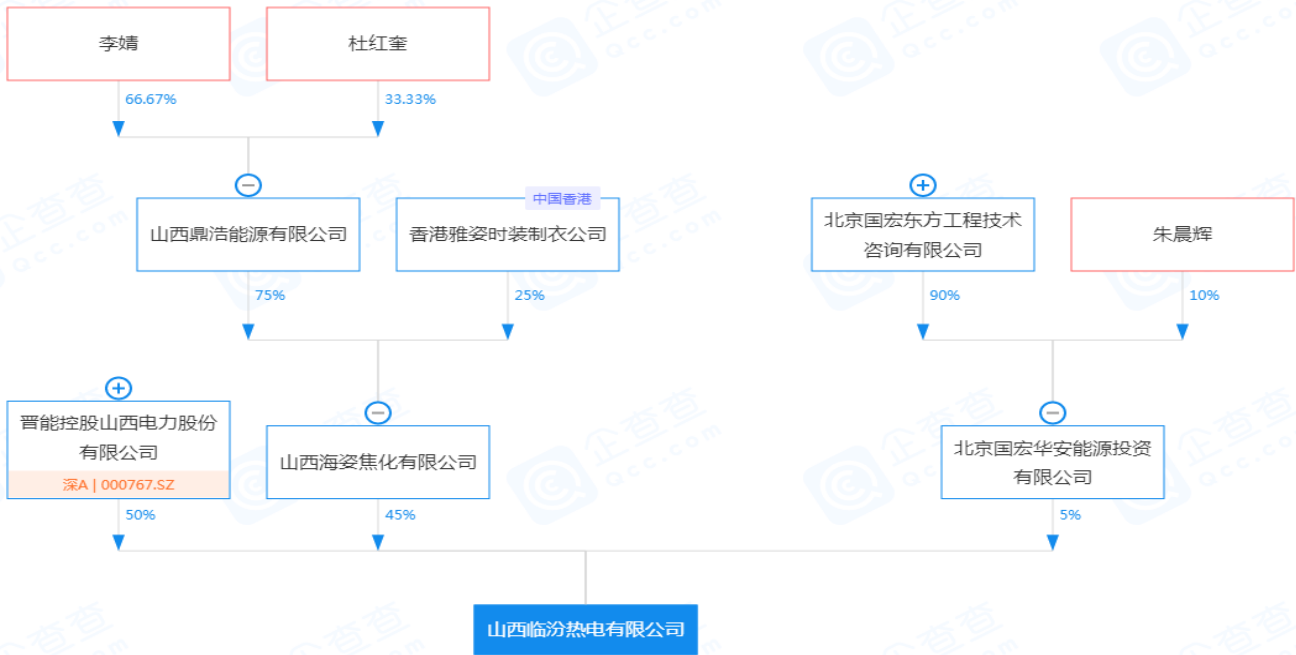 李婧
杜红奎
66.67%
33.33%
中国香港
山西鼎浩能源有限公司
香港雅姿时装制衣公司
北京国宏东方工程技术
咨询有限公司
朱晨辉
75%
25%
90%
10%
晋能控股山西电力股份
有限公司
深A | 000767.SZ
山西海姿焦化有限公司
北京国宏华安能源投资
有限公司
50%
45%
5%
山西临汾热电有限公司
企查查
Qcc.com